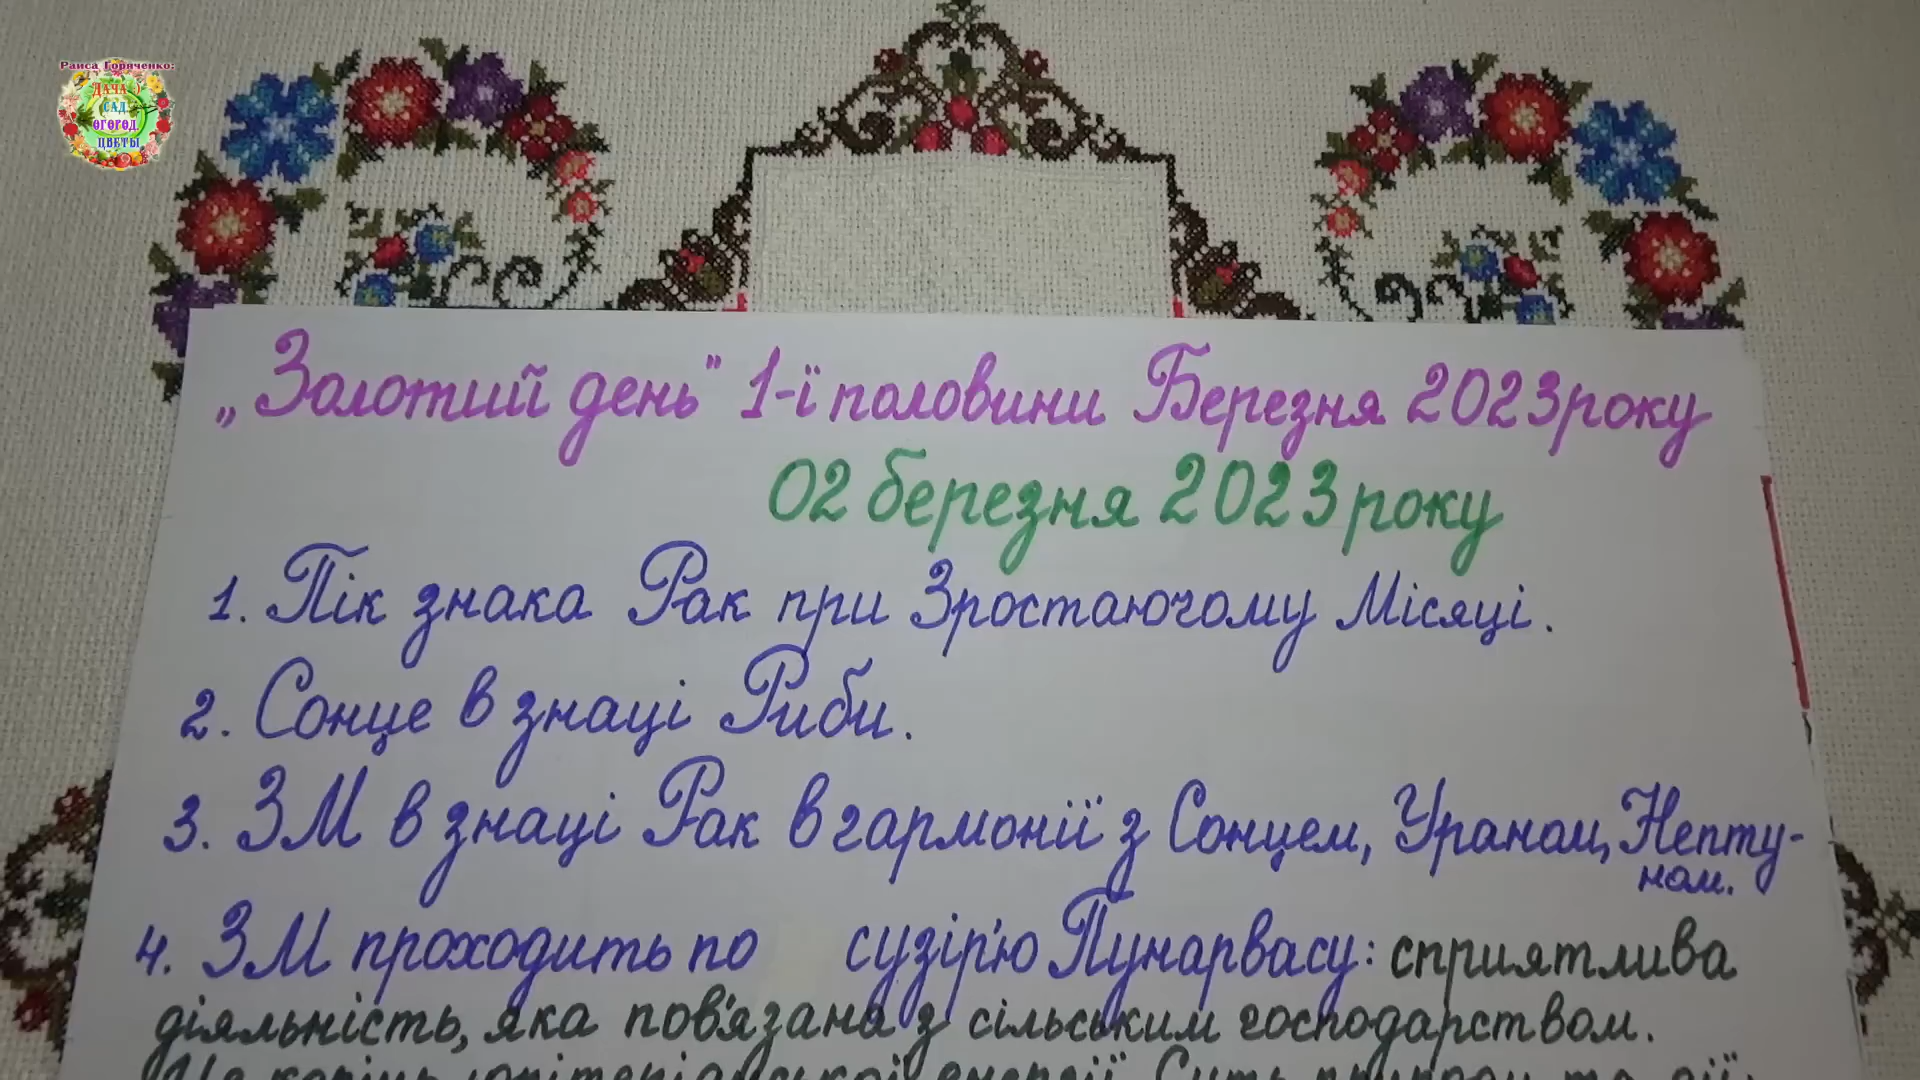 Раиса Горяченко:
ДАЧА
САД
ОГОРОД
ЦВЕТЫ
„Золотий день" 1-ї половини Березня 2023 року
02 березня 2023 року
1. Пік знака Рак при Зростаючому Місяці.
2. Сонце в знаці Риби.
3. ЗМ в знаці Рак в гармонії з Сонцем, Ураном, Непту-
ном.
4. ЗМ проходить по сузір'ю Пунарвасу: сприятлива
діяльність, яка пов'язана з сільським господарством.